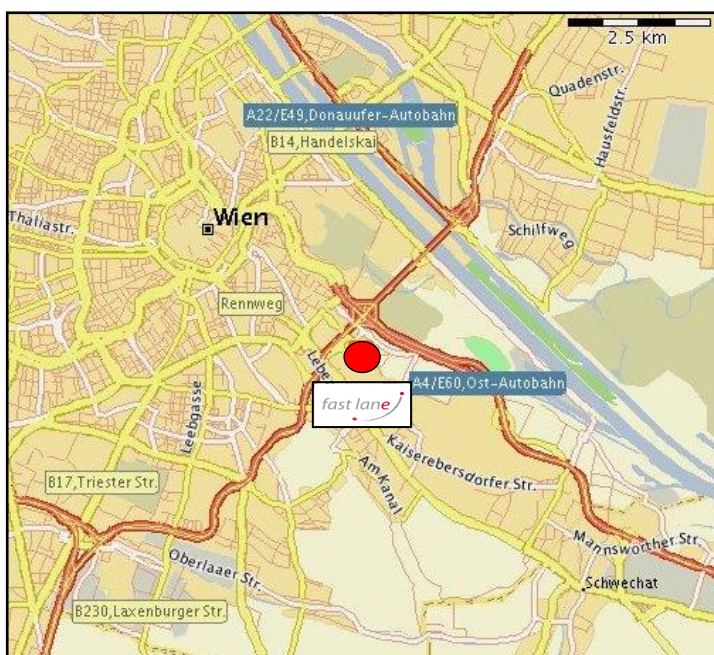 2.5 km
Quadenstr.
Hausfeldstr.
A22/E49,Donauufer-Autobahn
B14,Handelskai
Thaliastr.
Wien
Schilfweg
Rennweg
Leebgasse
Lebe
fast lane
A4/E60,Ost-Autobahn
Kaiserebersdorfer Str.
Am Kanal
B17,Triester Str.
Mannswörther Str.
Oberlaaer Str.
Schwechat
B230,Laxenburger Str.